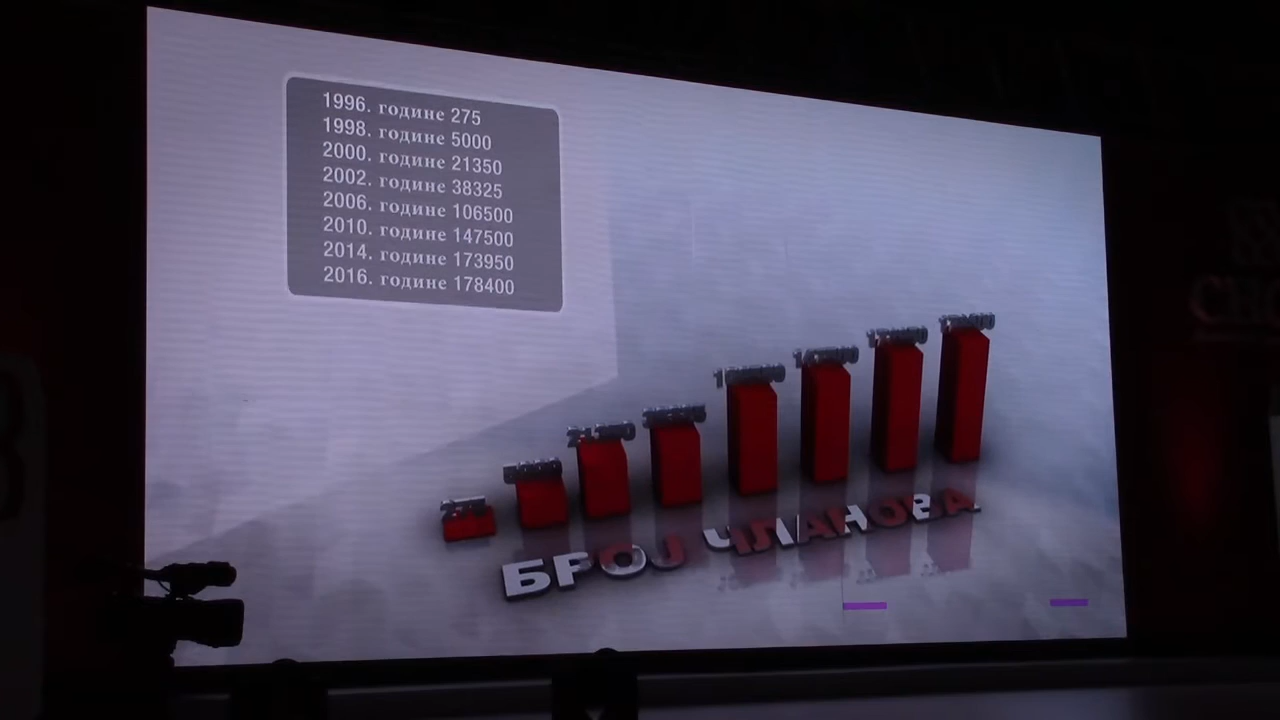 1996. године 275
1998. године 5000
2000. године 21350
2002. године 38325
2006. године 106500
2010. године 147500
2014. године 173950
2016. године 178400
БРОЈ ЧЛАНОВА